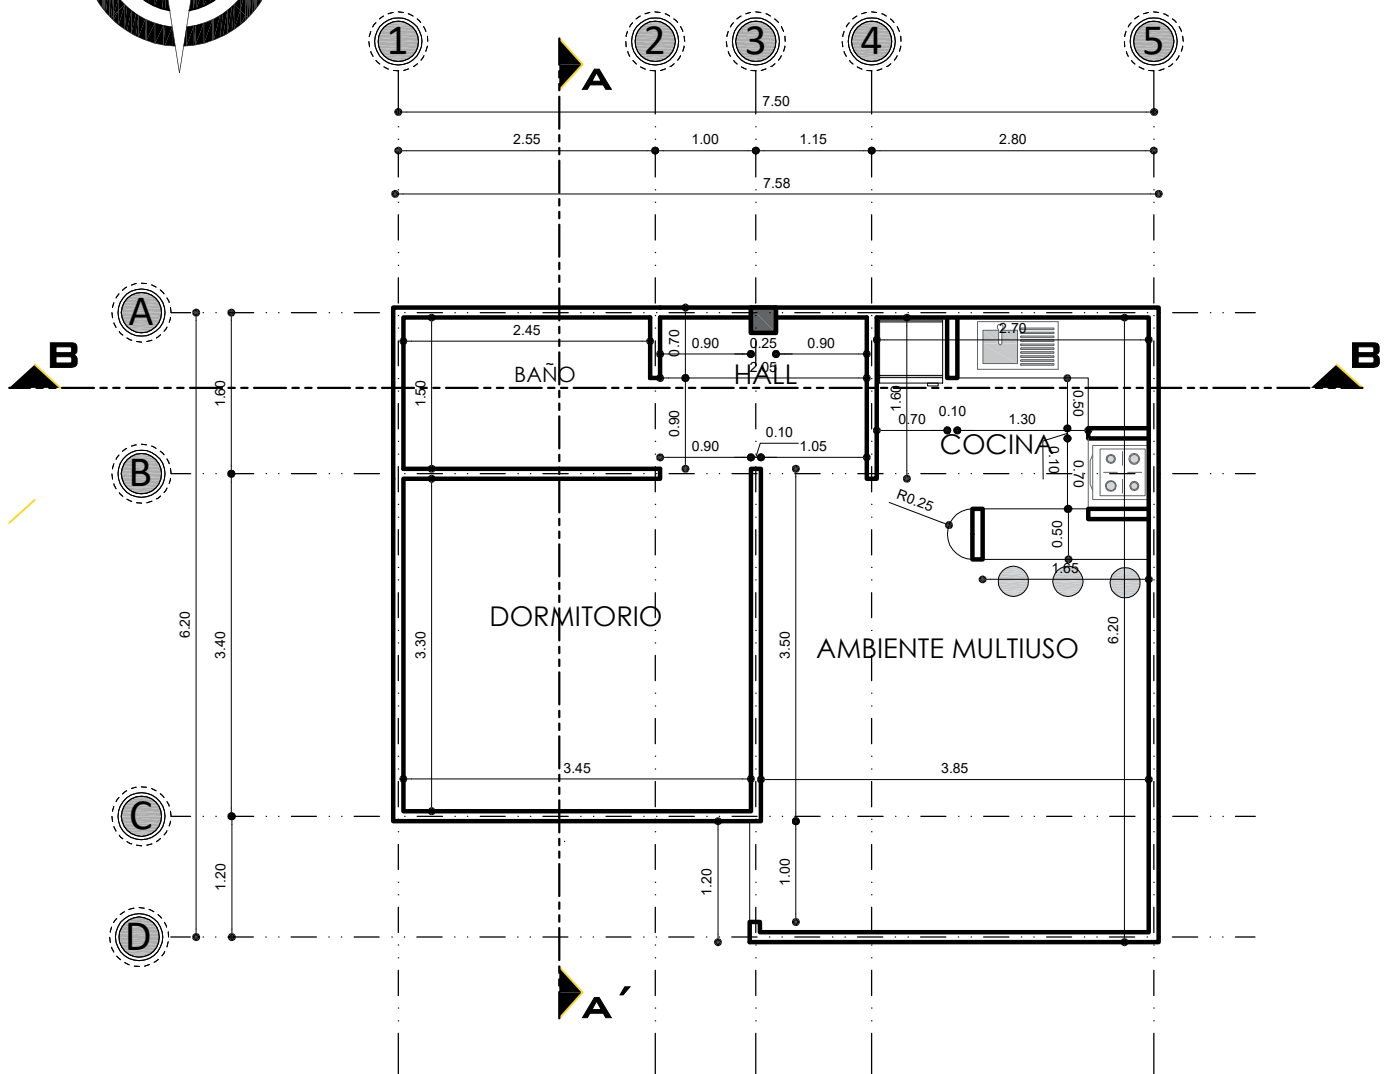 1 2 3 4 5
A
7.50
2.55 1.00 1.15 2.80
7.58
A
B
B
2.45
0.70
0.90 0.25 0.90
2.70
BAÑO
2.05
HALL
1.60
1.50
1.60
0.50
0.70 0.10 1.30
0.90
0.90 0.10 1.05
COCINA
0.10
0.70
B
R0.25
0.50
1.65
DORMITORIO
6.20
3.40
3.30
3.50
6.20
AMBIENTE MULTIUSO
3.45 3.85
C
1.20
1.20
1.00
D
A´